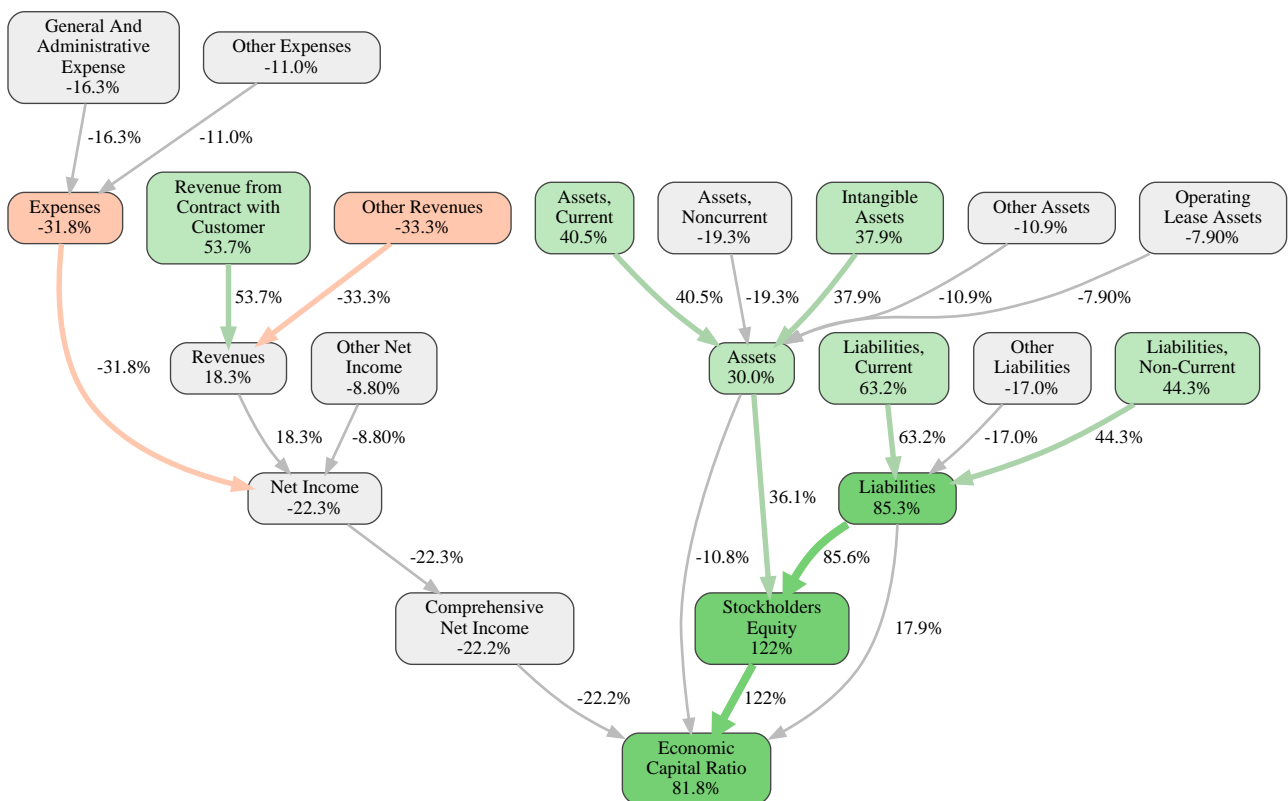 General And
Administrative
Expense
-16.3%
Other Expenses
-11.0%
-16.3%
-11.0%
Expenses
-31.8%
Revenue from
Contract with
Customer
53.7%
Other Revenues
-33.3%
Assets,
Current
40.5%
Assets,
Noncurrent
-19.3%
Intangible
Assets
37.9%
Other Assets
-10.9%
Operating
Lease Assets
-7.90%
53.7%
-33.3%
40.5%
-19.3%
37.9%
-10.9%
-7.90%
-31.8%
Revenues
18.3%
Other Net
Income
-8.80%
Assets
30.0%
Liabilities,
Current
63.2%
Other
Liabilities
-17.0%
Liabilities,
Non-Current
44.3%
18.3%
-8.80%
63.2%
-17.0%
44.3%
Net Income
-22.3%
36.1%
Liabilities
85.3%
-22.3%
-10.8%
85.6%
Comprehensive
Net Income
-22.2%
Stockholders
Equity
122%
17.9%
-22.2%
122%
Economic
Capital Ratio
81.8%